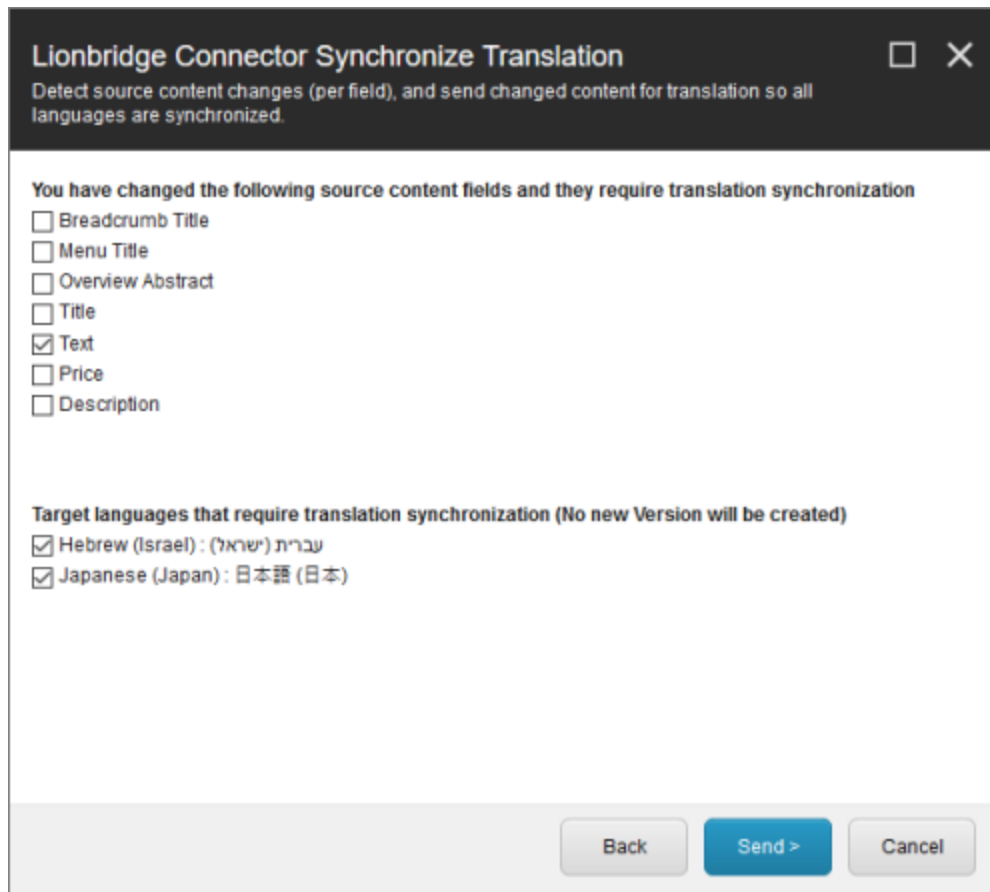 Lionbridge Connector Synchronize Translation
Detect source content changes (per field), and send changed content for translation so all
languages are synchronized.
You have changed the following source content fields and they require translation synchronization
Breadcrumb Title
Menu Title
Overview Abstract
Title
Text
Price
Description
Target languages that require translation synchronization (No new Version will be created)
Hebrew (Israel) : עברית (ישראל)
Japanese (Japan) : 日本語 (日本)
Back
Send >
Cancel